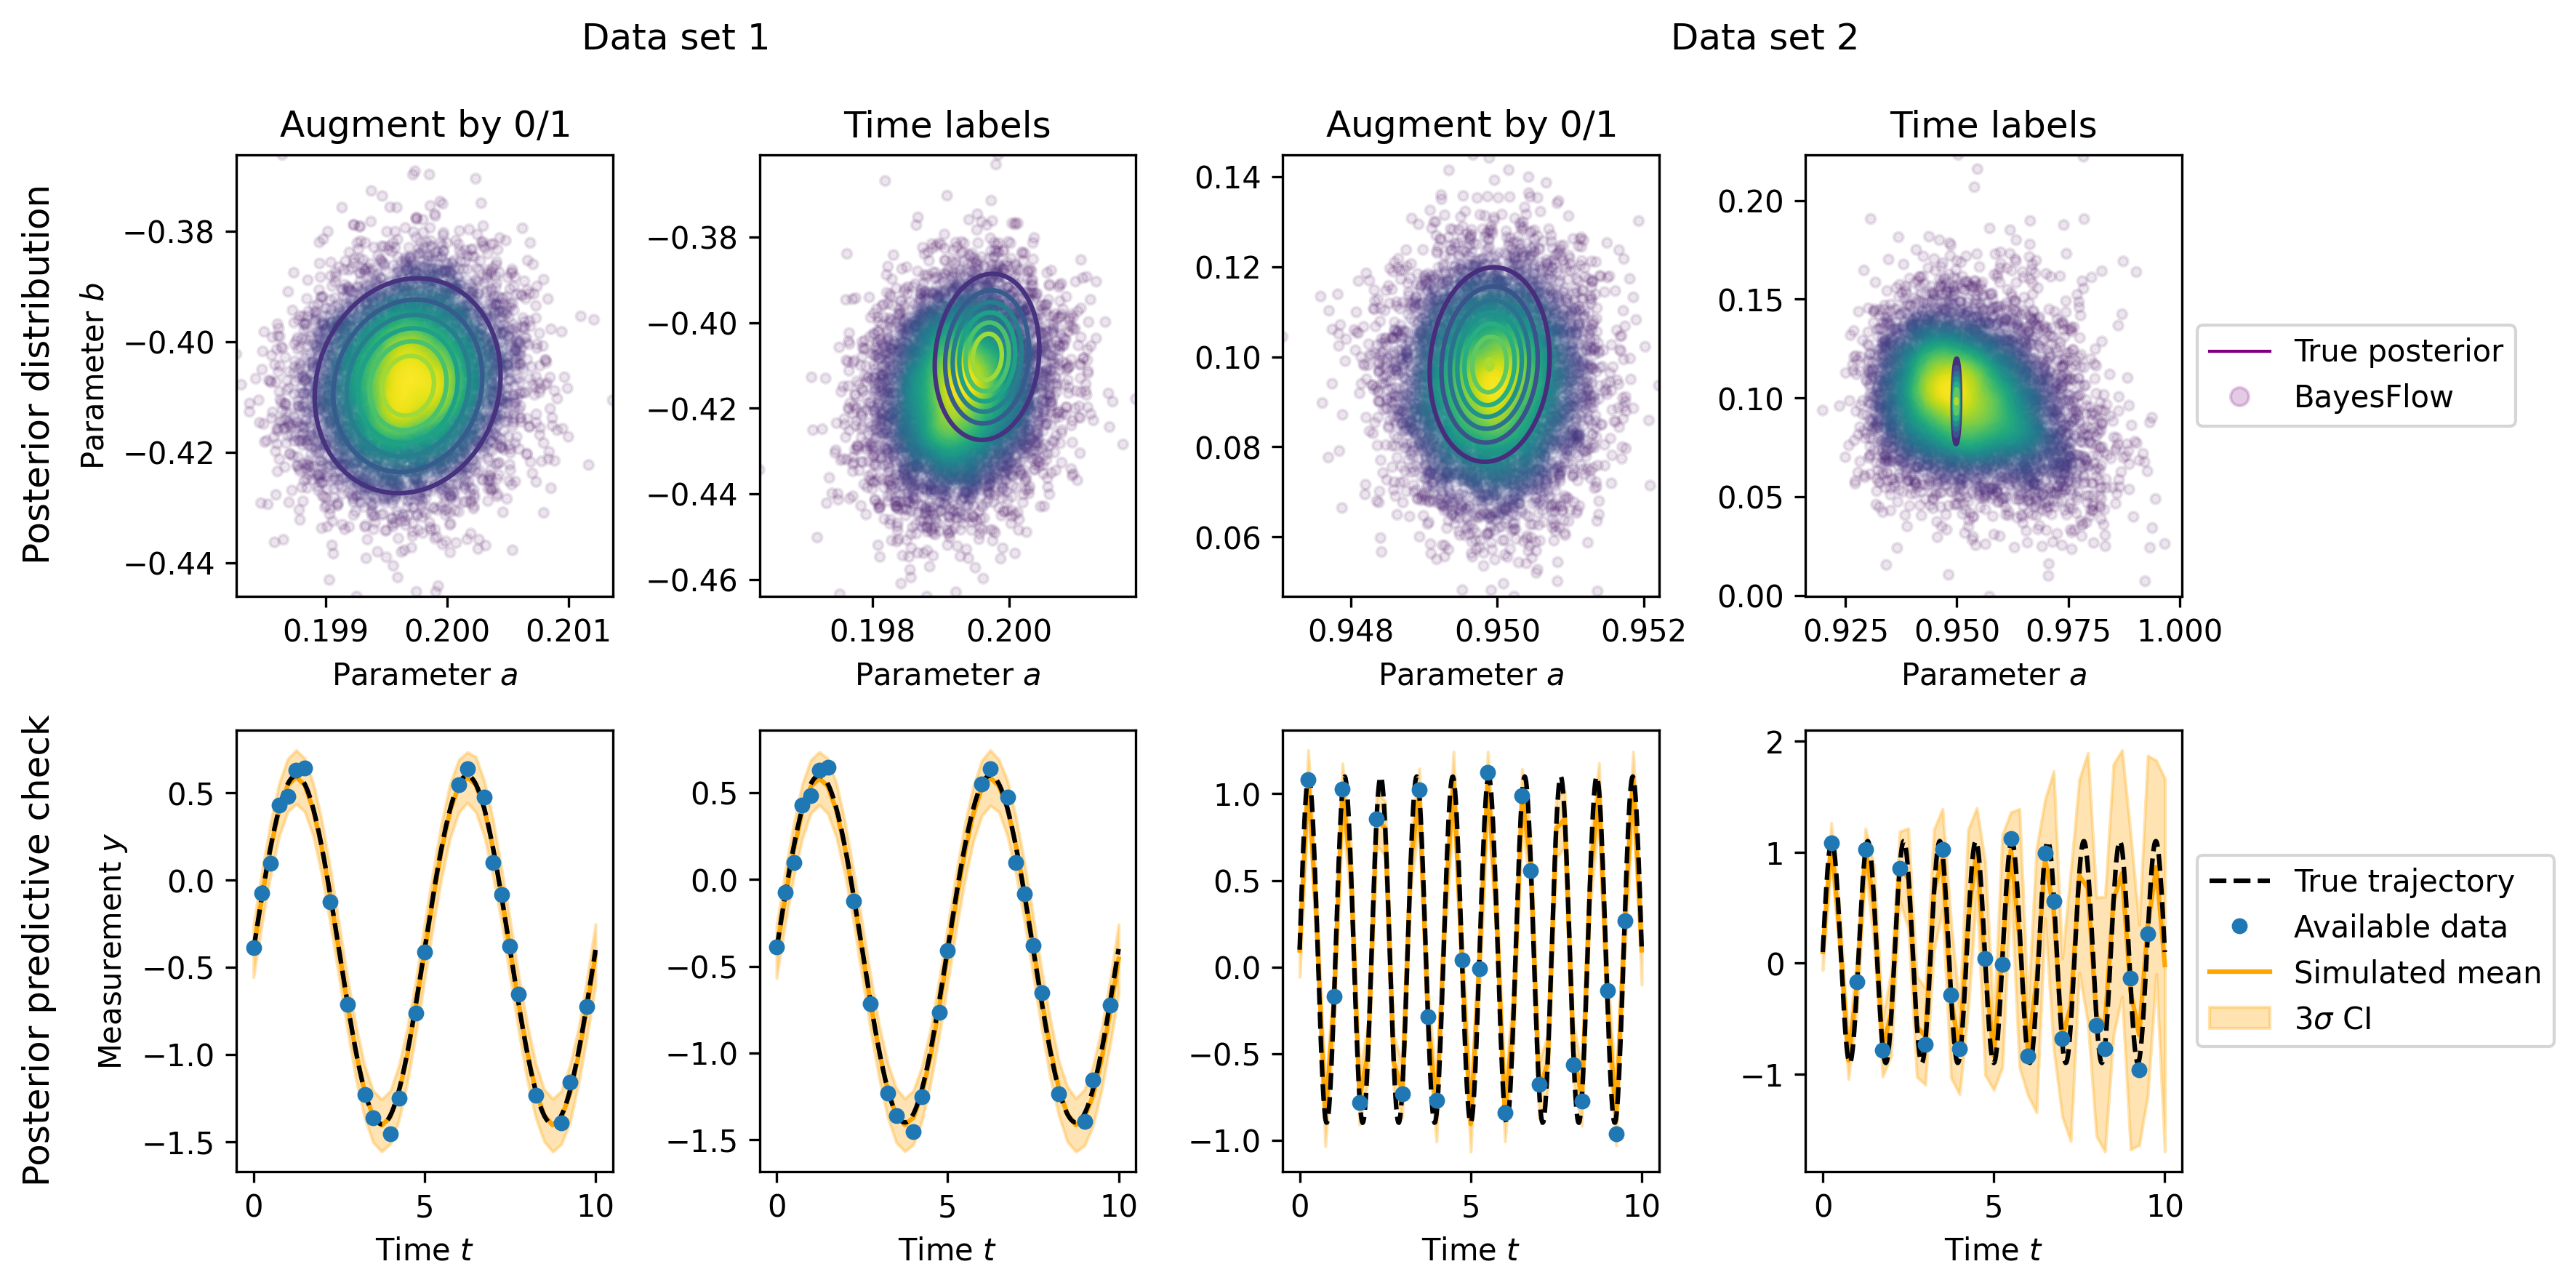 Data set 1
Data set 2
Augment by 0/1
Time labels
Augment by 0/1
Time labels
Posterior distribution
Parameter b
−0.38
−0.40
−0.42
−0.44
0.199 0.200 0.201
Parameter a
−0.38
−0.40
−0.42
−0.44
−0.46
0.198 0.200
Parameter a
0.14
0.12
0.10
0.08
0.06
0.948 0.950 0.952
Parameter a
0.20
0.15
0.10
0.05
0.00
0.925 0.950 0.975 1.000
Parameter a
True posterior
BayesFlow
Posterior predictive check
Measurement y
0.5
0.0
−0.5
−1.0
−1.5
0 5 10
Time t
0.5
0.0
−0.5
−1.0
−1.5
0 5 10
Time t
1.0
0.5
0.0
−0.5
−1.0
0 5 10
Time t
2
1
0
−1
0 5 10
Time t
True trajectory
Available data
Simulated mean
3σ CI